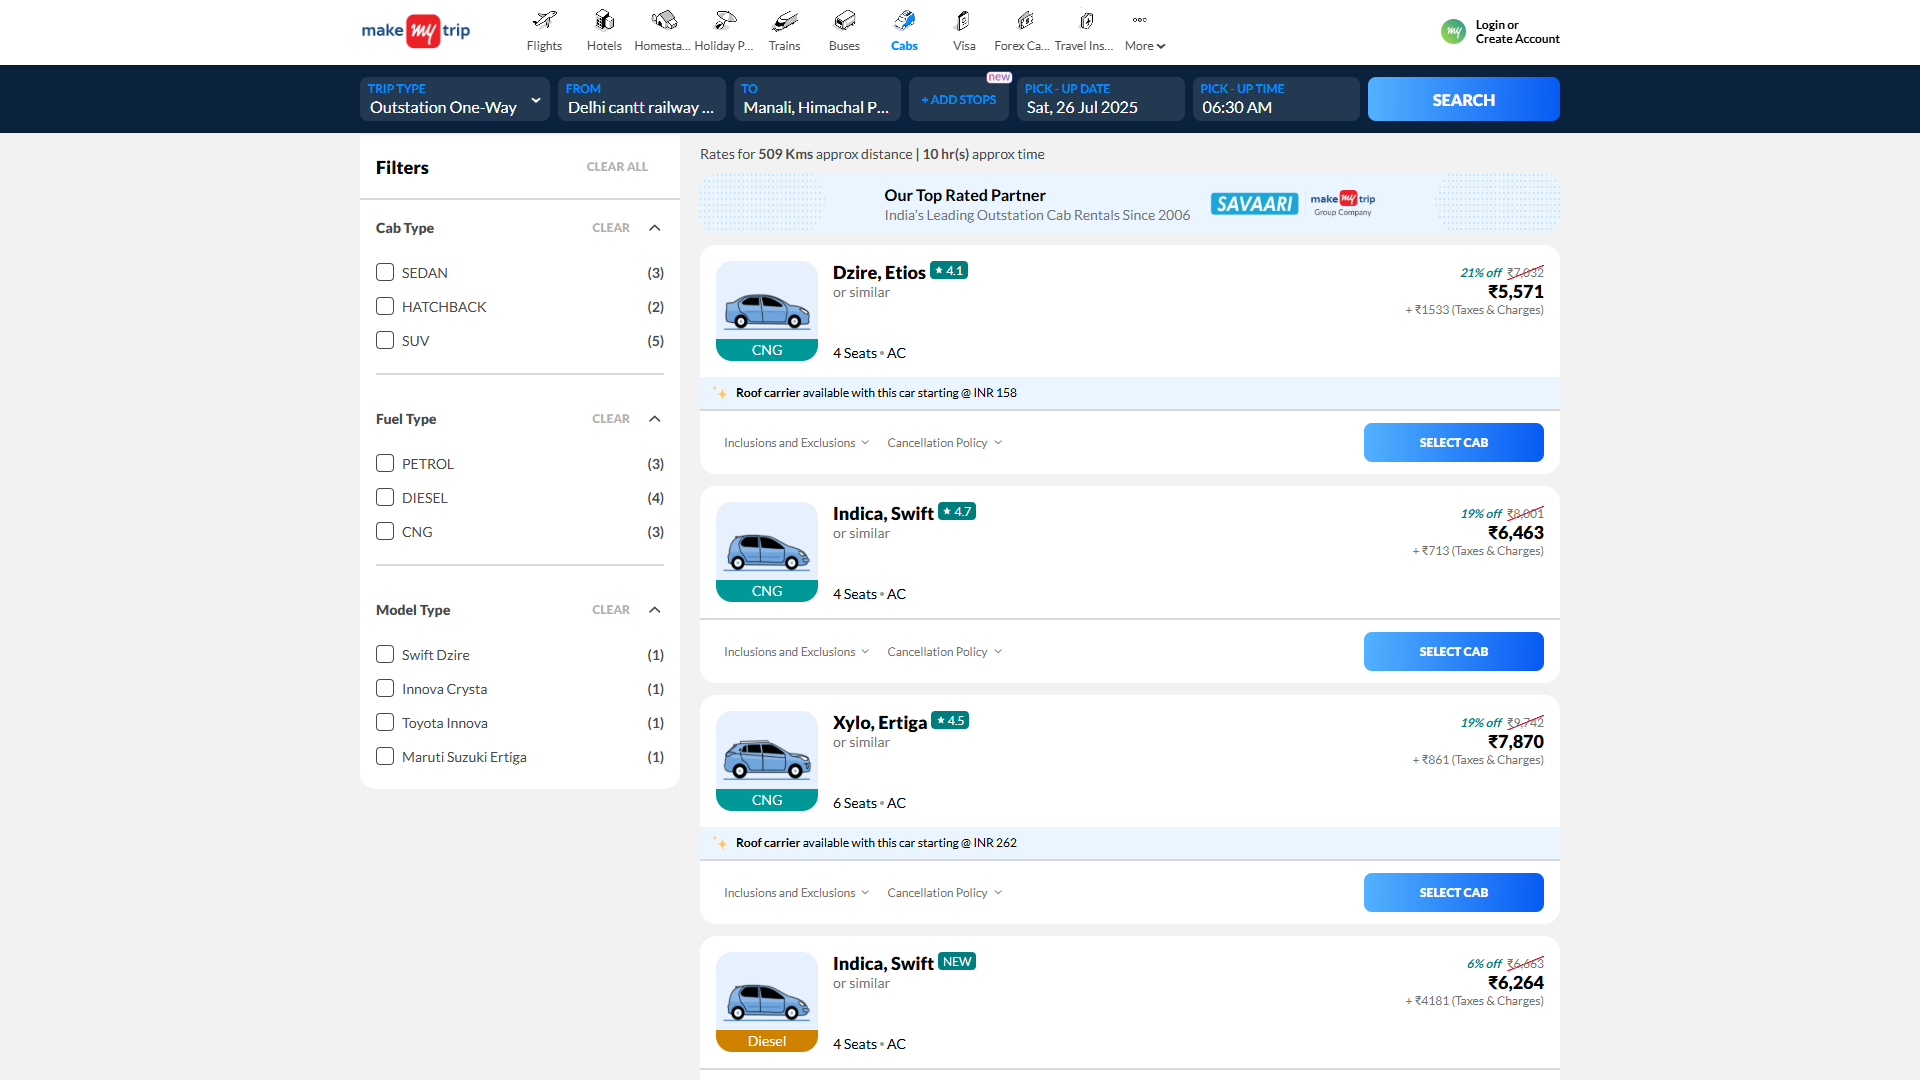 make my trip
Flights
Hotels
Homesta...
Holiday P...
Trains
Buses
Cabs
Visa
Forex Ca...
Travel Ins...
More
my
Login or
Create Account
TRIP TYPE
Outstation One-Way
FROM
Delhi cantt railway ...
TO
Manali, Himachal P...
new
+ ADD STOPS
PICK - UP DATE
Sat, 26 Jul 2025
PICK - UP TIME
06:30 AM
SEARCH
Filters
CLEAR ALL
Cab Type
CLEAR
SEDAN (3)
HATCHBACK (2)
SUV (5)
Fuel Type
CLEAR
PETROL (3)
DIESEL (4)
CNG (3)
Model Type
CLEAR
Swift Dzire (1)
Innova Crysta (1)
Toyota Innova (1)
Maruti Suzuki Ertiga (1)
Rates for 509 Kms approx distance | 10 hr(s) approx time
Our Top Rated Partner
India's Leading Outstation Cab Rentals Since 2006
SAVAARI
make my trip
Group Company
Dzire, Etios ★ 4.1
or similar
CNG
4 Seats • AC
21% off ₹7,032
₹5,571
+ ₹1533 (Taxes & Charges)
Roof carrier available with this car starting @ INR 158
Inclusions and Exclusions
Cancellation Policy
SELECT CAB
Indica, Swift ★ 4.7
or similar
CNG
4 Seats • AC
19% off ₹8,001
₹6,463
+ ₹713 (Taxes & Charges)
Inclusions and Exclusions
Cancellation Policy
SELECT CAB
Xylo, Ertiga ★ 4.5
or similar
CNG
6 Seats • AC
19% off ₹9,742
₹7,870
+ ₹861 (Taxes & Charges)
Roof carrier available with this car starting @ INR 262
Inclusions and Exclusions
Cancellation Policy
SELECT CAB
Indica, Swift NEW
or similar
Diesel
4 Seats • AC
6% off ₹6,663
₹6,264
+ ₹4181 (Taxes & Charges)